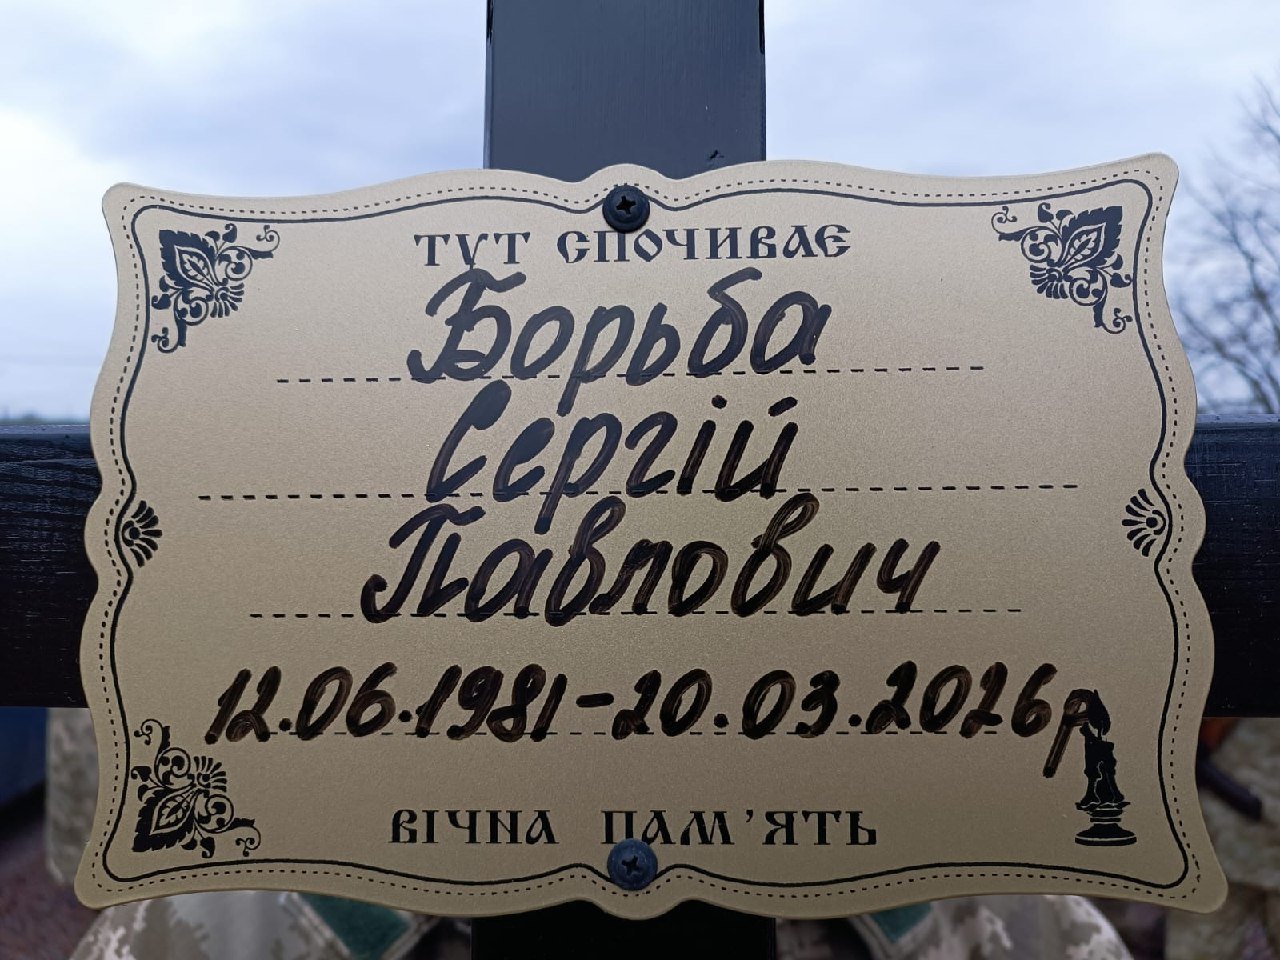 ТУТ СПОЧИВАЄ
Борьба
Сергій
Павлович
12.06.1981-20.03.2026р
ВІЧНА ПАМ'ЯТЬ